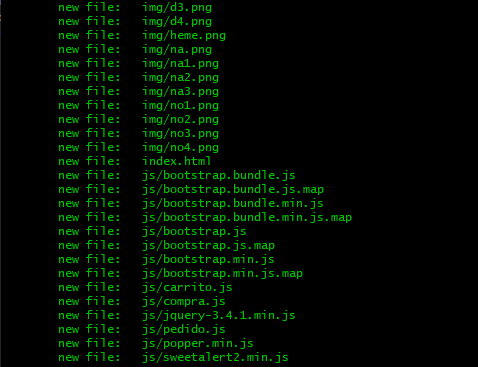 new file:   img/d3.png
new file:   img/d4.png
new file:   img/heme.png
new file:   img/na.png
new file:   img/na1.png
new file:   img/na2.png
new file:   img/na3.png
new file:   img/no1.png
new file:   img/no2.png
new file:   img/no3.png
new file:   img/no4.png
new file:   index.html
new file:   js/bootstrap.bundle.js
new file:   js/bootstrap.bundle.js.map
new file:   js/bootstrap.bundle.min.js
new file:   js/bootstrap.bundle.min.js.map
new file:   js/bootstrap.js
new file:   js/bootstrap.js.map
new file:   js/bootstrap.min.js
new file:   js/bootstrap.min.js.map
new file:   js/carrito.js
new file:   js/compra.js
new file:   js/jquery-3.4.1.min.js
new file:   js/pedido.js
new file:   js/popper.min.js
new file:   js/sweetalert2.min.js